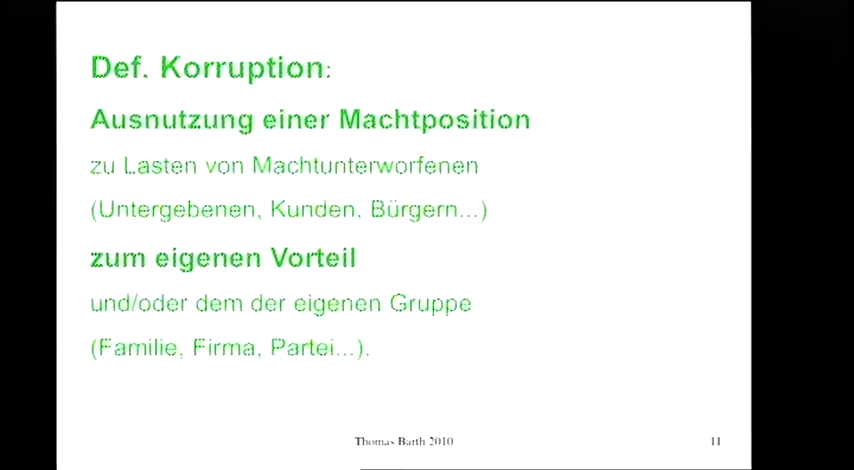 Def. Korruption:
Ausnutzung einer Machtposition
zu Lasten von Machtunterworfenen
(Untergebenen, Kunden, Bürgern...)
zum eigenen Vorteil
und/oder dem der eigenen Gruppe
(Familie, Firma, Partei...).
Thomas Barth 2010
11